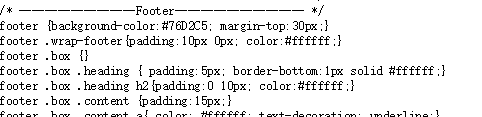 /* ————————————Footer————————————— */
footer {background-color:#76D2C5; margin-top:30px;}
footer .wrap-footer{padding:10px 0px; color:#ffffff;}
footer .box {}
footer .box .heading { padding:5px; border-bottom:1px solid #ffffff;}
footer .box .heading h2{padding:0 10px; color:#ffffff;}
footer .box .content {padding:15px;}
footer .box .content a{ color: #ffffff; text-decoration: underline;}